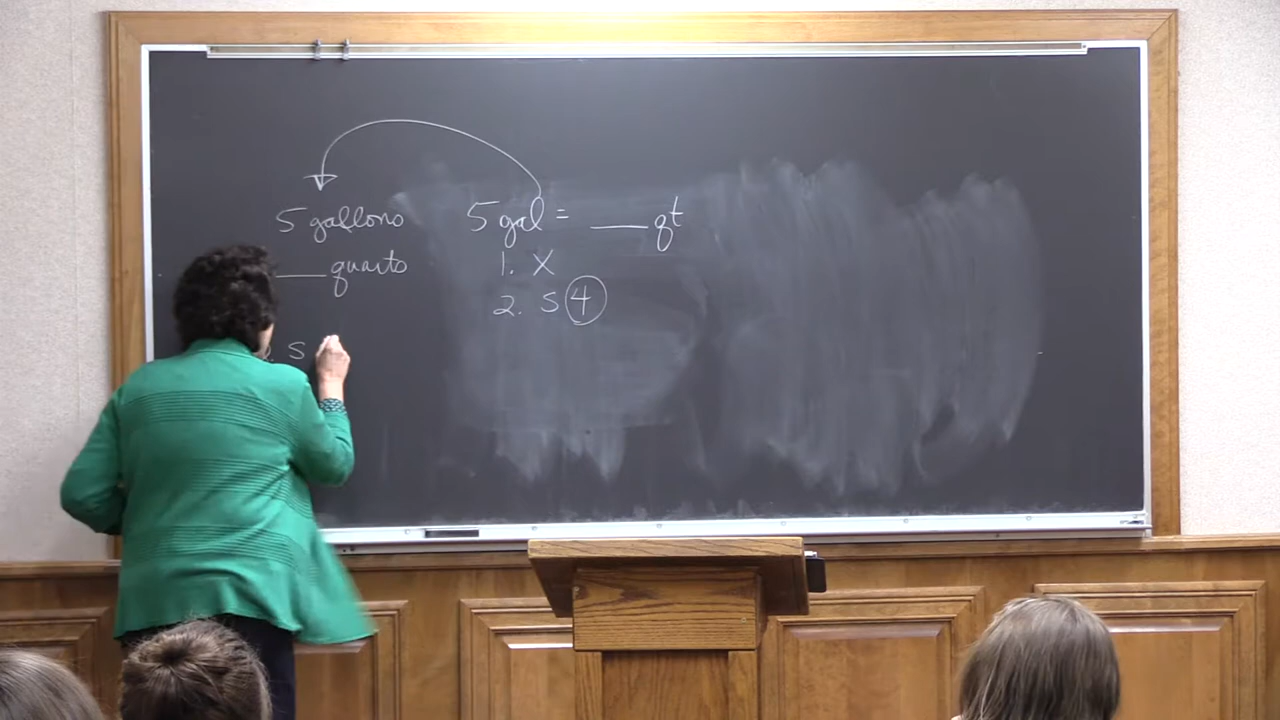 5 gallons
___ quarts
S
5 gal = ___ qt
1. X
2. S 4